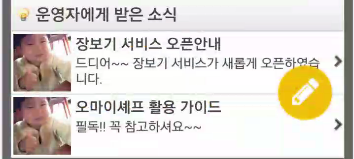 운영자에게 받은 소식
장보기 서비스 오픈안내
드디어~~ 장보기 서비스가 새롭게 오픈하였습
니다.
오마이셰프 활용 가이드
필독!! 꼭 참고하셔요~~